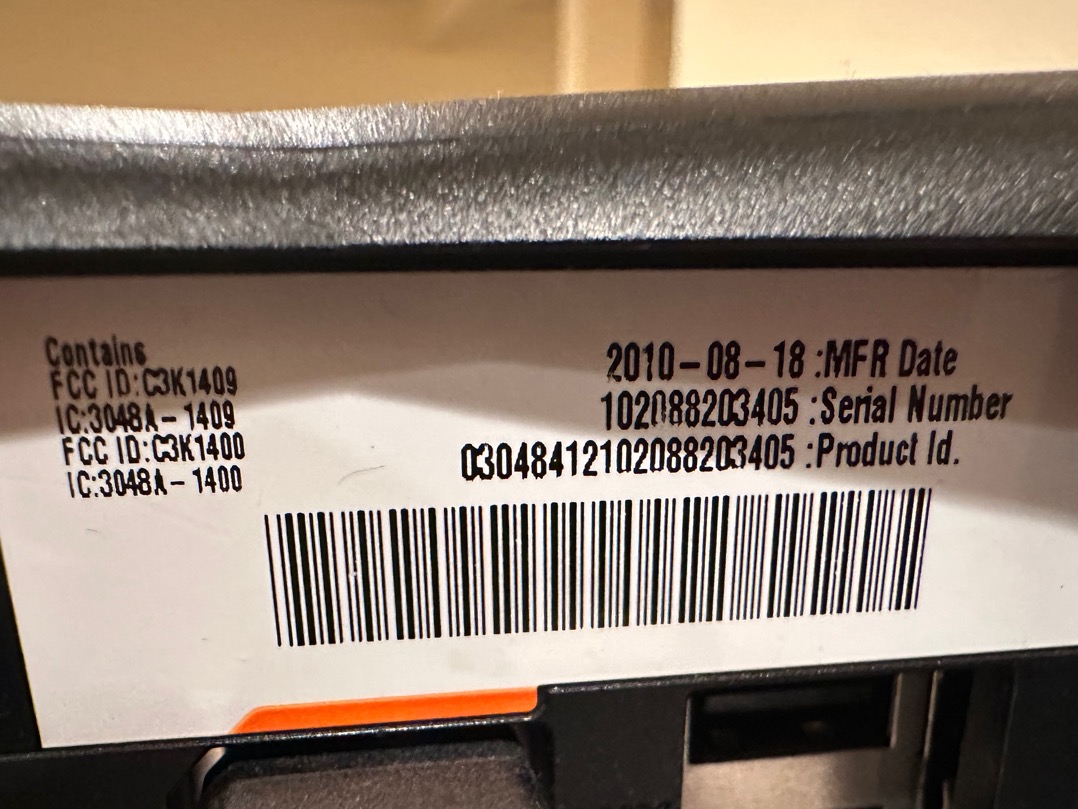 Contains
FCC ID:C3K1409
IC:3048A-1409
FCC ID:C3K1400
IC:3048A-1400
2010-08-18 :MFR Date
102088203405 :Serial Number
0304841210208820​3405 :Product Id.